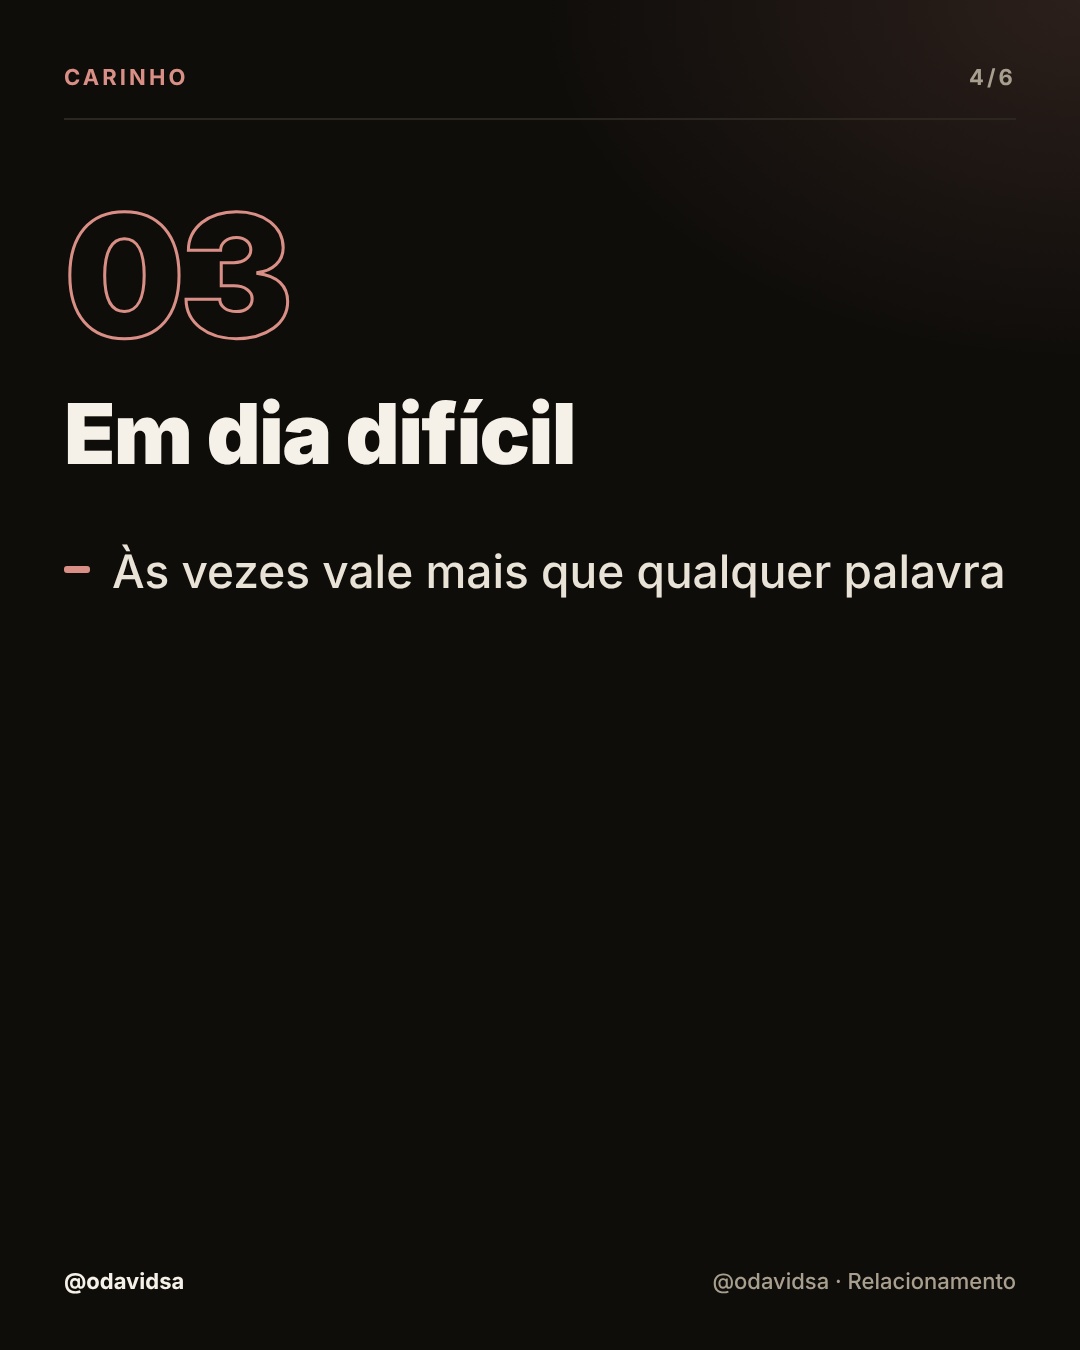 CARINHO
4/6
03
Em dia difícil
Às vezes vale mais que qualquer palavra
@odavidsa
@odavidsa · Relacionamento